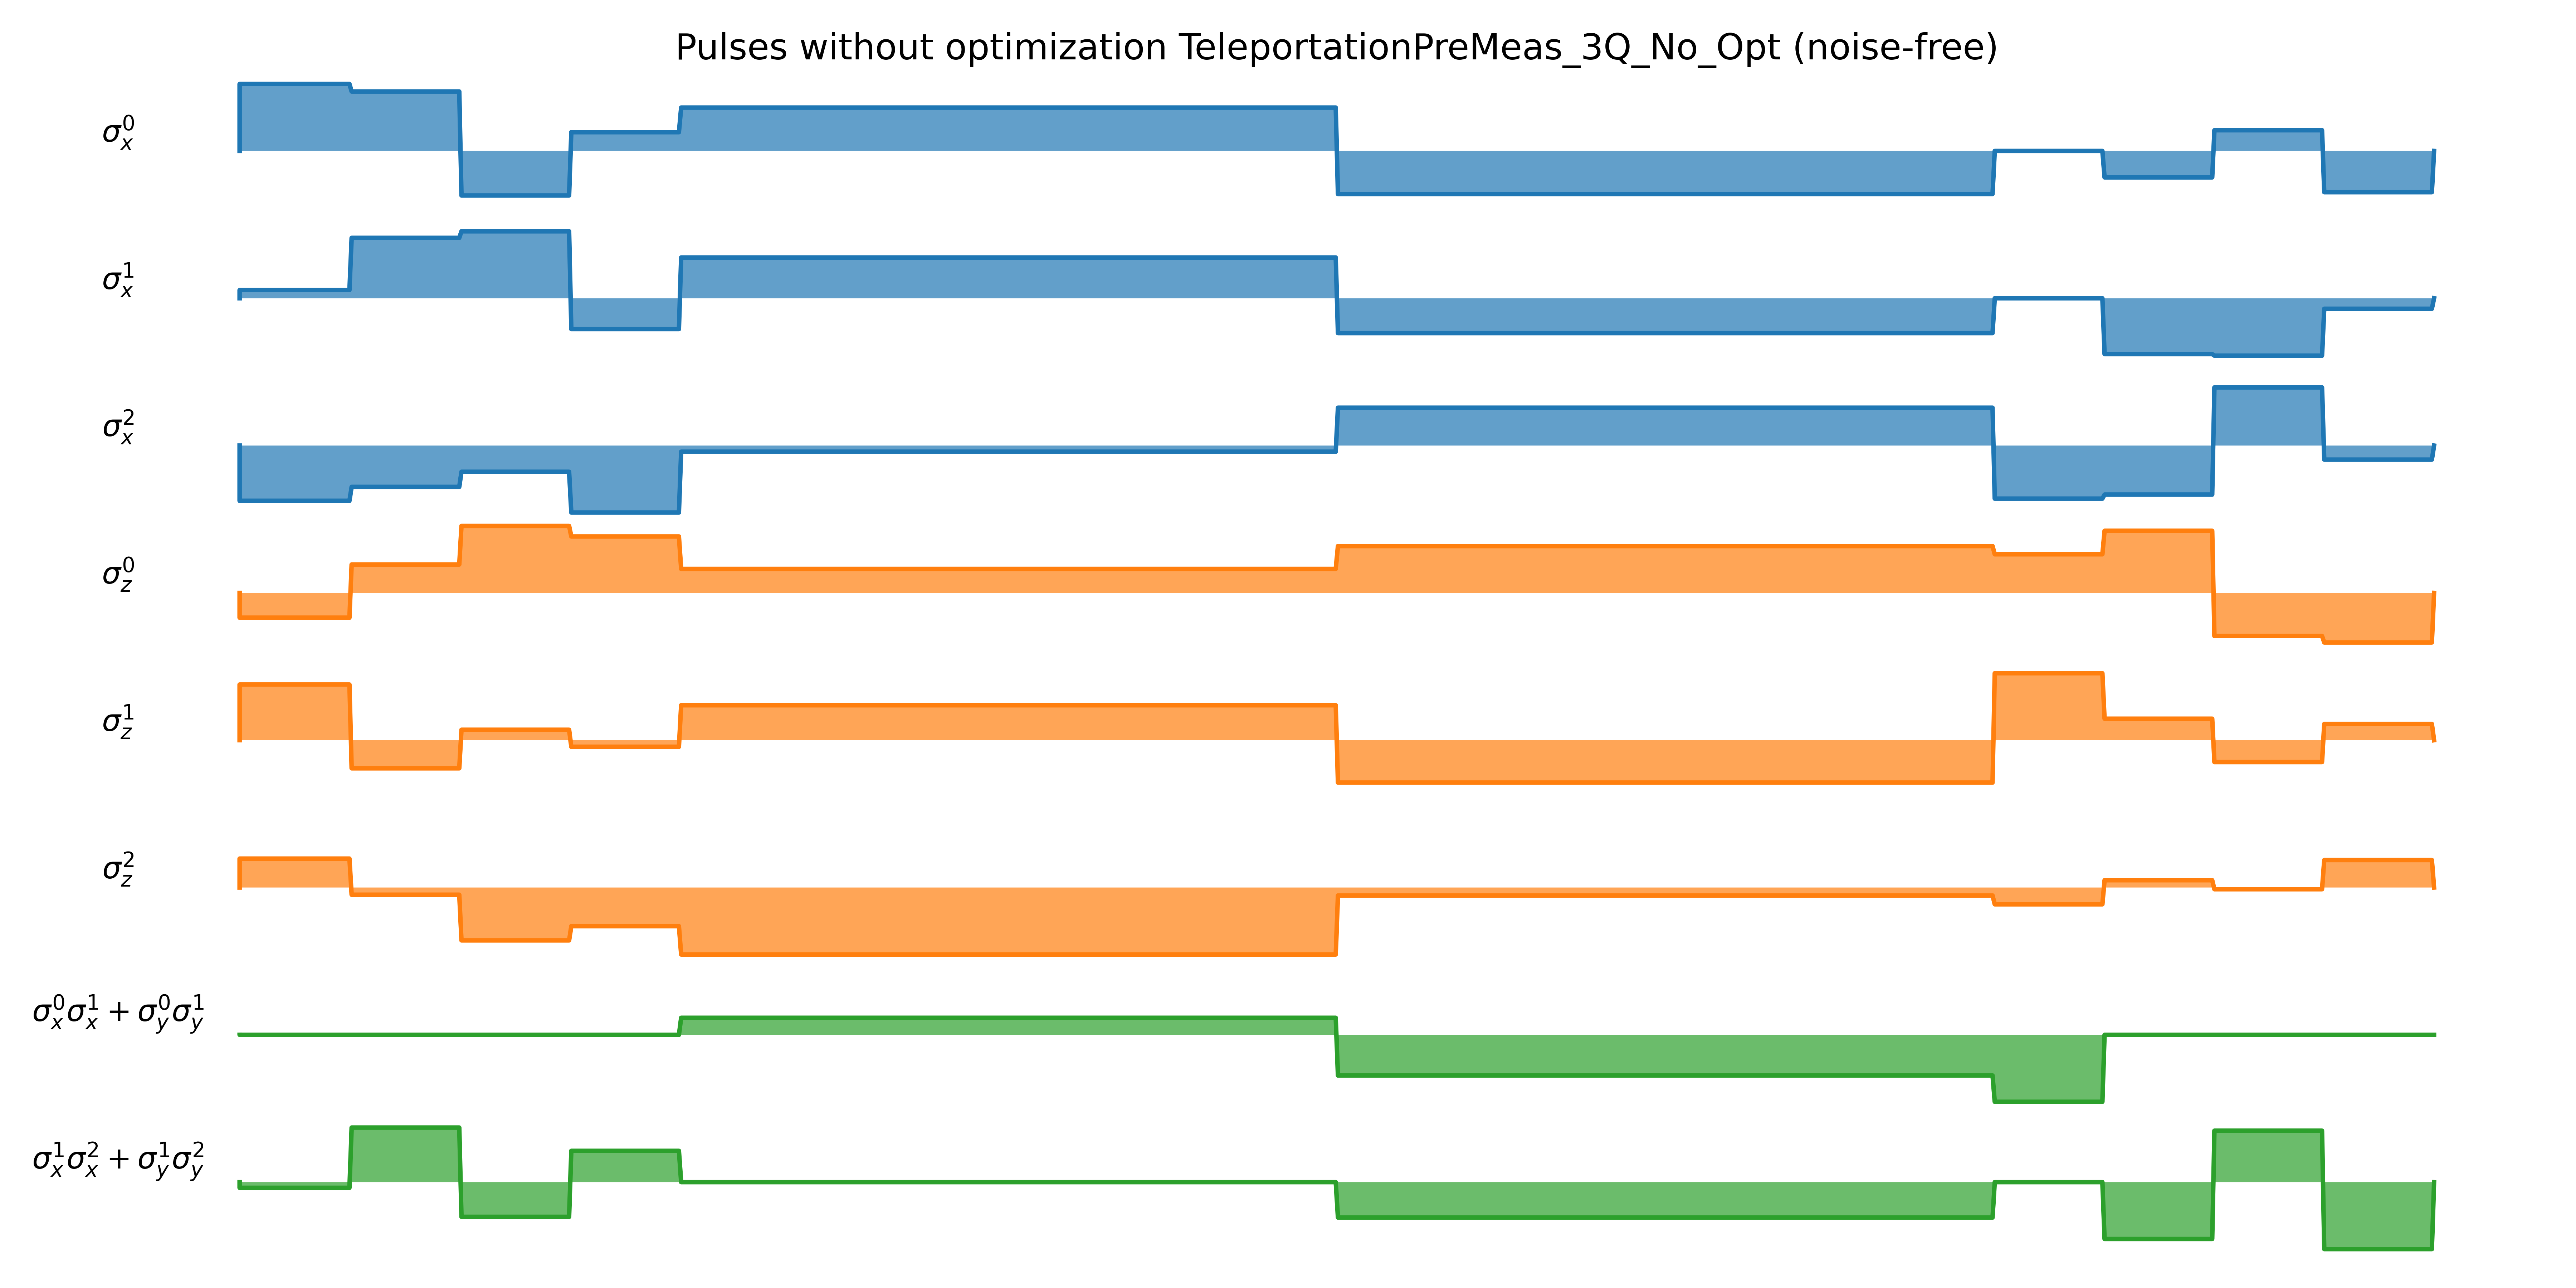 Pulses without optimization TeleportationPreMeas_3Q_No_Opt (noise-free)
σ_x^0
σ_x^1
σ_x^2
σ_z^0
σ_z^1
σ_z^2
σ_x^0σ_x^1 + σ_y^0σ_y^1
σ_x^1σ_x^2 + σ_y^1σ_y^2